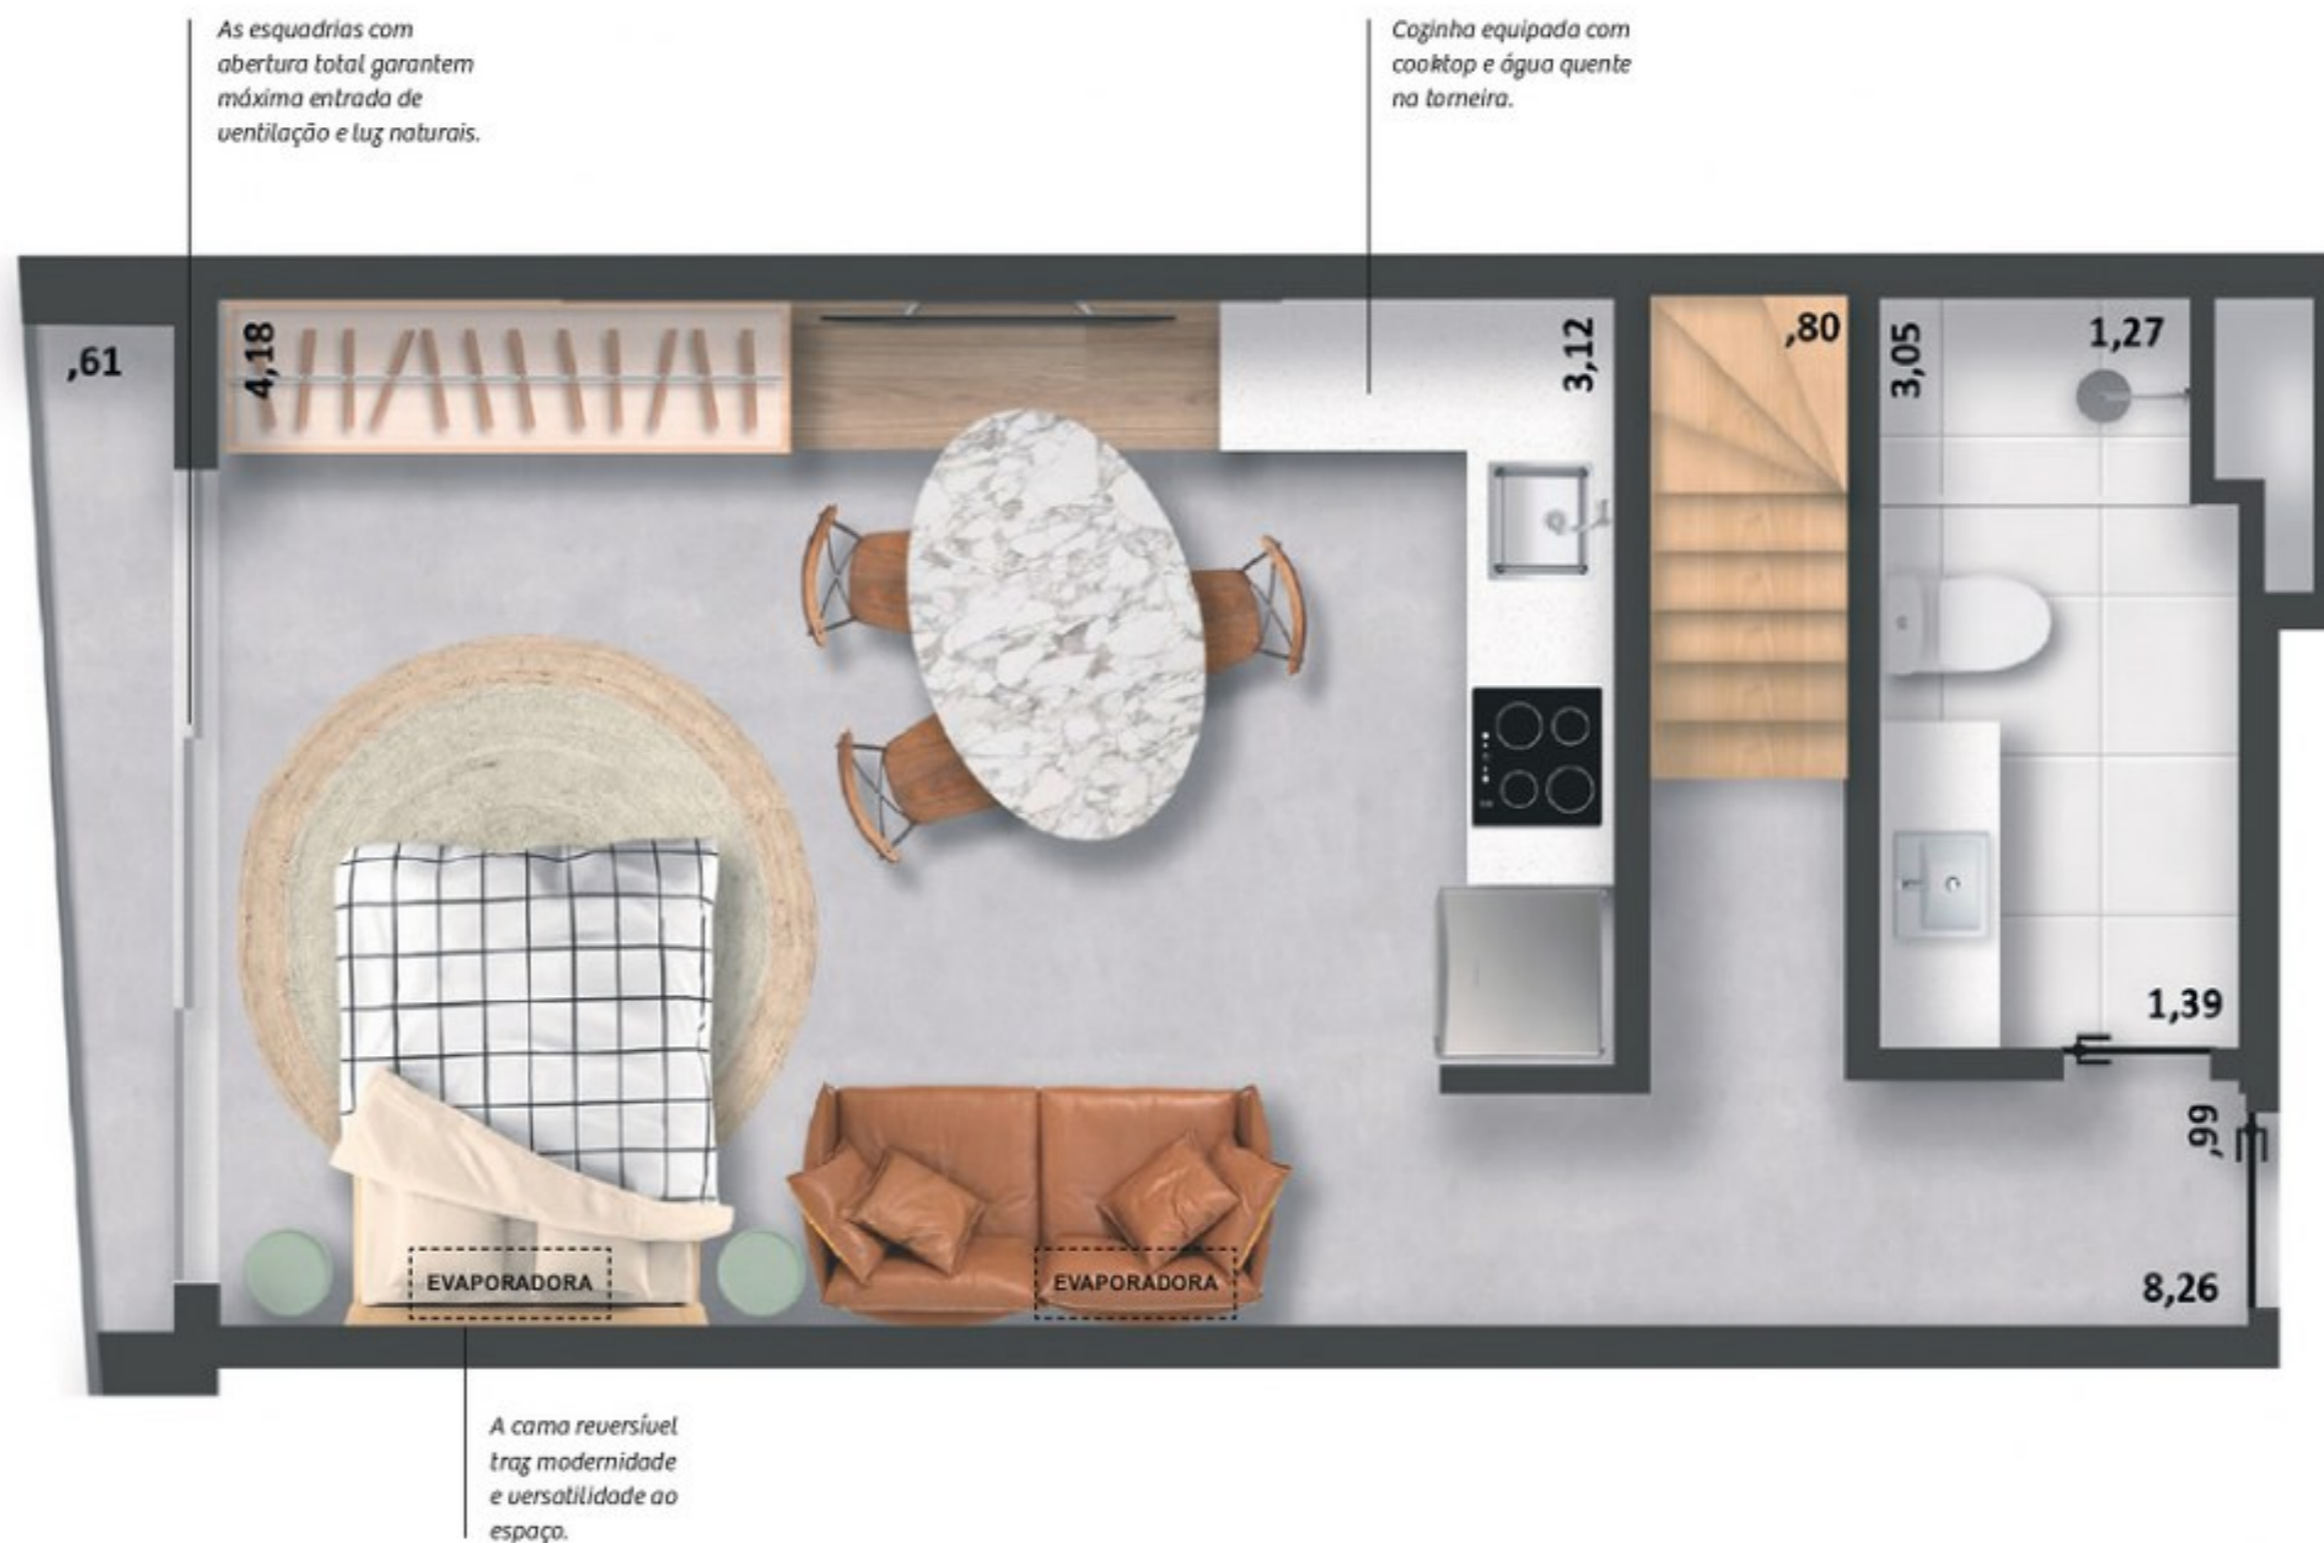 As esquadrias com
abertura total garantem
máxima entrada de
ventilação e luz naturais.
Cozinha equipada com
cooktop e água quente
na torneira.
,61
4,18
3,12
,80
3,05
1,27
1,39
,99
8,26
EVAPORADORA
EVAPORADORA
A cama reversível
traz modernidade
e versatilidade ao
espaço.